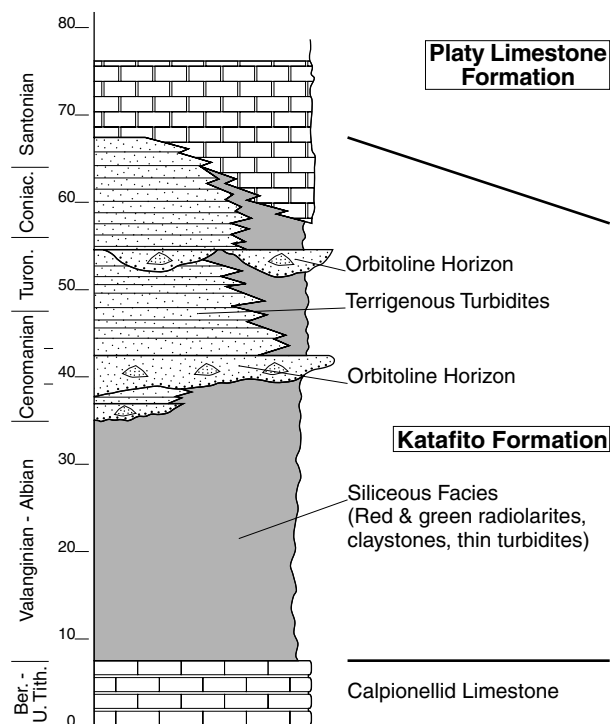 80
70
60
50
40
30
20
10
0
Santonian
Coniac.
Turon.
Cenomanian
Valanginian - Albian
Ber. -
U. Tith.
Platy Limestone
Formation
Orbitoline Horizon
Terrigenous Turbidites
Orbitoline Horizon
Katafito Formation
Siliceous Facies
(Red & green radiolarites,
claystones, thin turbidites)
Calpionellid Limestone